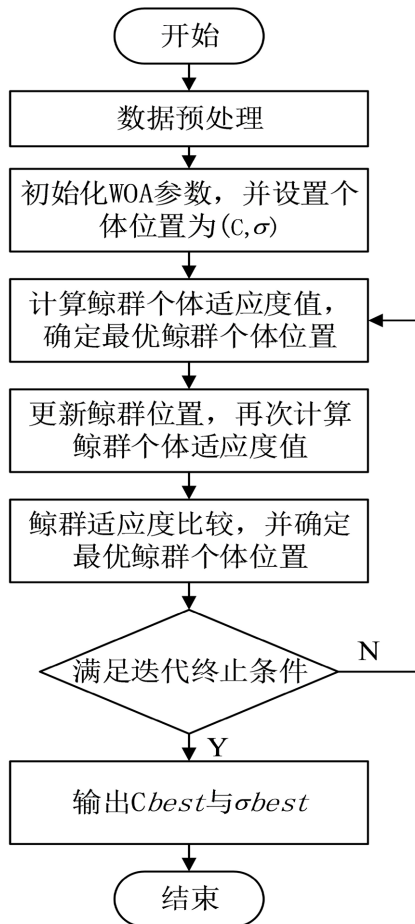 开始
数据预处理
初始化WOA参数，并设置个
体位置为(C,σ)
计算鲸群个体适应度值，
确定最优鲸群个体位置
更新鲸群位置，再次计算
鲸群个体适应度值
鲸群适应度比较，并确定
最优鲸群个体位置
满足迭代终止条件
N
Y
输出Cbest与σbest
结束